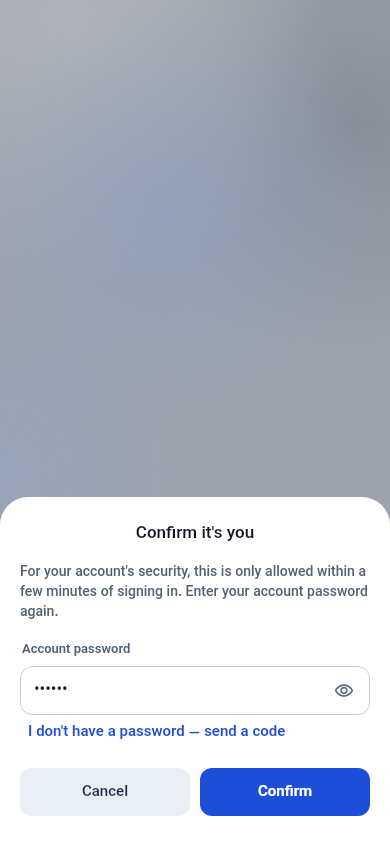 Confirm it's you
For your account's security, this is only allowed within a
few minutes of signing in. Enter your account password
again.
Account password
••••••
I don't have a password — send a code
Cancel
Confirm